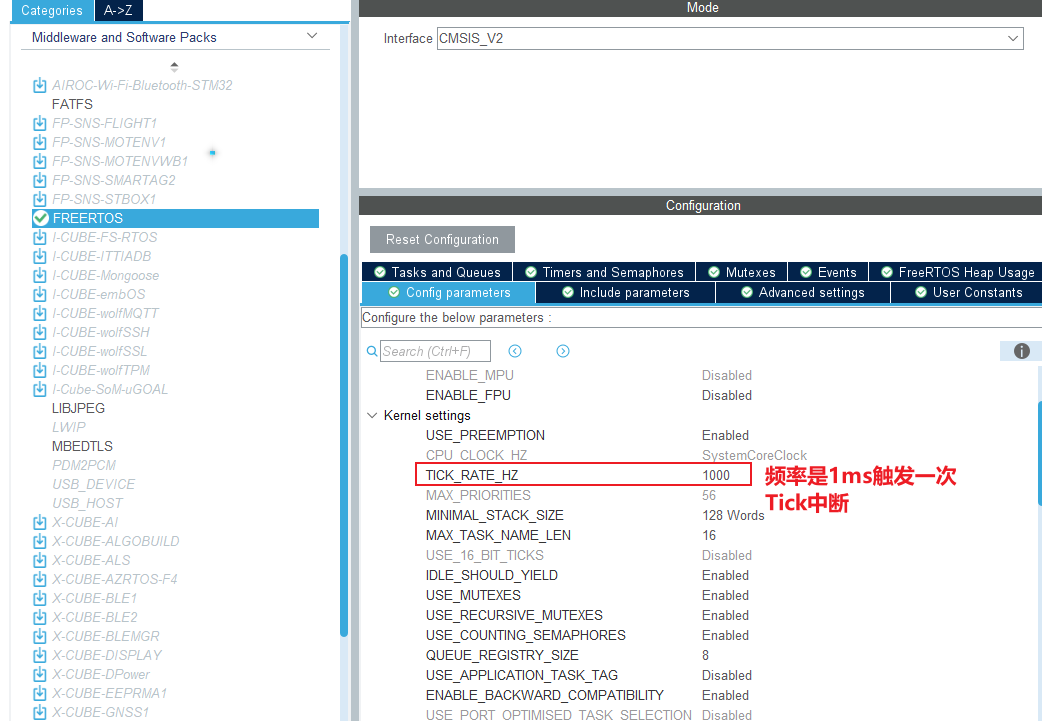 Categories A->Z
Middleware and Software Packs
AIROC-Wi-Fi-Bluetooth-STM32
FATFS
FP-SNS-FLIGHT1
FP-SNS-MOTENV1
FP-SNS-MOTENVWB1
FP-SNS-SMARTAG2
FP-SNS-STBOX1
FREERTOS
I-CUBE-FS-RTOS
I-CUBE-ITTIADB
I-CUBE-Mongoose
I-CUBE-embOS
I-CUBE-wolfMQTT
I-CUBE-wolfSSH
I-CUBE-wolfSSL
I-CUBE-wolfTPM
I-Cube-SoM-uGOAL
LIBJPEG
LWIP
MBEDTLS
PDM2PCM
USB_DEVICE
USB_HOST
X-CUBE-AI
X-CUBE-ALGOBUILD
X-CUBE-ALS
X-CUBE-AZRTOS-F4
X-CUBE-BLE1
X-CUBE-BLE2
X-CUBE-BLEMGR
X-CUBE-DISPLAY
X-CUBE-DPower
X-CUBE-EEPRMA1
X-CUBE-GNSS1
Mode
Interface CMSIS_V2
Configuration
Reset Configuration
Tasks and Queues Timers and Semaphores Mutexes Events FreeRTOS Heap Usage
Config parameters Include parameters Advanced settings User Constants
Configure the below parameters :
Search (Ctrl+F)
ENABLE_MPU Disabled
ENABLE_FPU Disabled
Kernel settings
USE_PREEMPTION Enabled
CPU_CLOCK_HZ SystemCoreClock
TICK_RATE_HZ 1000 频率是1ms触发一次
Tick中断
MAX_PRIORITIES 56
MINIMAL_STACK_SIZE 128 Words
MAX_TASK_NAME_LEN 16
USE_16_BIT_TICKS Disabled
IDLE_SHOULD_YIELD Enabled
USE_MUTEXES Enabled
USE_RECURSIVE_MUTEXES Enabled
USE_COUNTING_SEMAPHORES Enabled
QUEUE_REGISTRY_SIZE 8
USE_APPLICATION_TASK_TAG Disabled
ENABLE_BACKWARD_COMPATIBILITY Enabled
USE_PORT_OPTIMISED_TASK_SELECTION Disabled